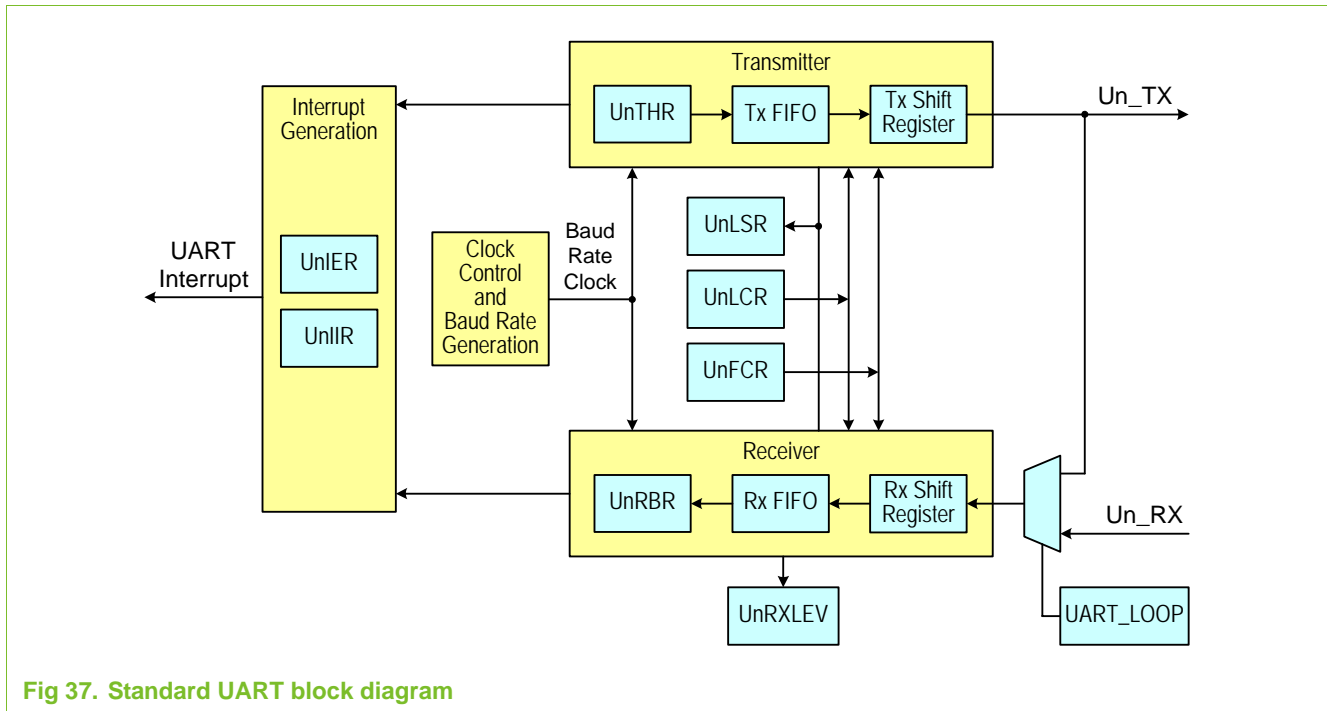 Transmitter
Interrupt
Generation
UnTHR
Tx FIFO
Tx Shift
Register
Un_TX
UnLSR
Baud
Rate
Clock
Clock
Control
and
Baud Rate
Generation
UART
Interrupt
UnIER
UnIIR
UnLCR
UnFCR
Receiver
UnRBR
Rx FIFO
Rx Shift
Register
Un_RX
UnRXLEV
UART_LOOP
Fig 37. Standard UART block diagram